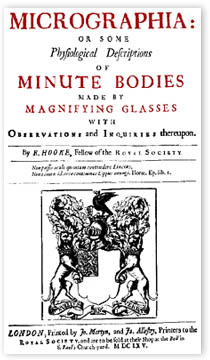 MICROGRAPHIA:
OR SOME
Physiological Descriptions
OF
MINUTE BODIES
MADE BY
MAGNIFYING GLASSES
WITH
OBSERVATIONS and INQUIRIES thereupon.
By R. HOOKE, Fellow of the ROYAL SOCIETY.
Non possis oculo quantum contendere Linceus,
Non tamen idcirco contemnas Lippus inungi. Horac. Ep. lib. 1.
LONDON, Printed by Jo. Martyn, and Ja. Allestry, Printers to the
ROYAL SOCIETY, and are to be sold at their Shop at the Bell in
S. Paul's Church-yard. M DC LX V.